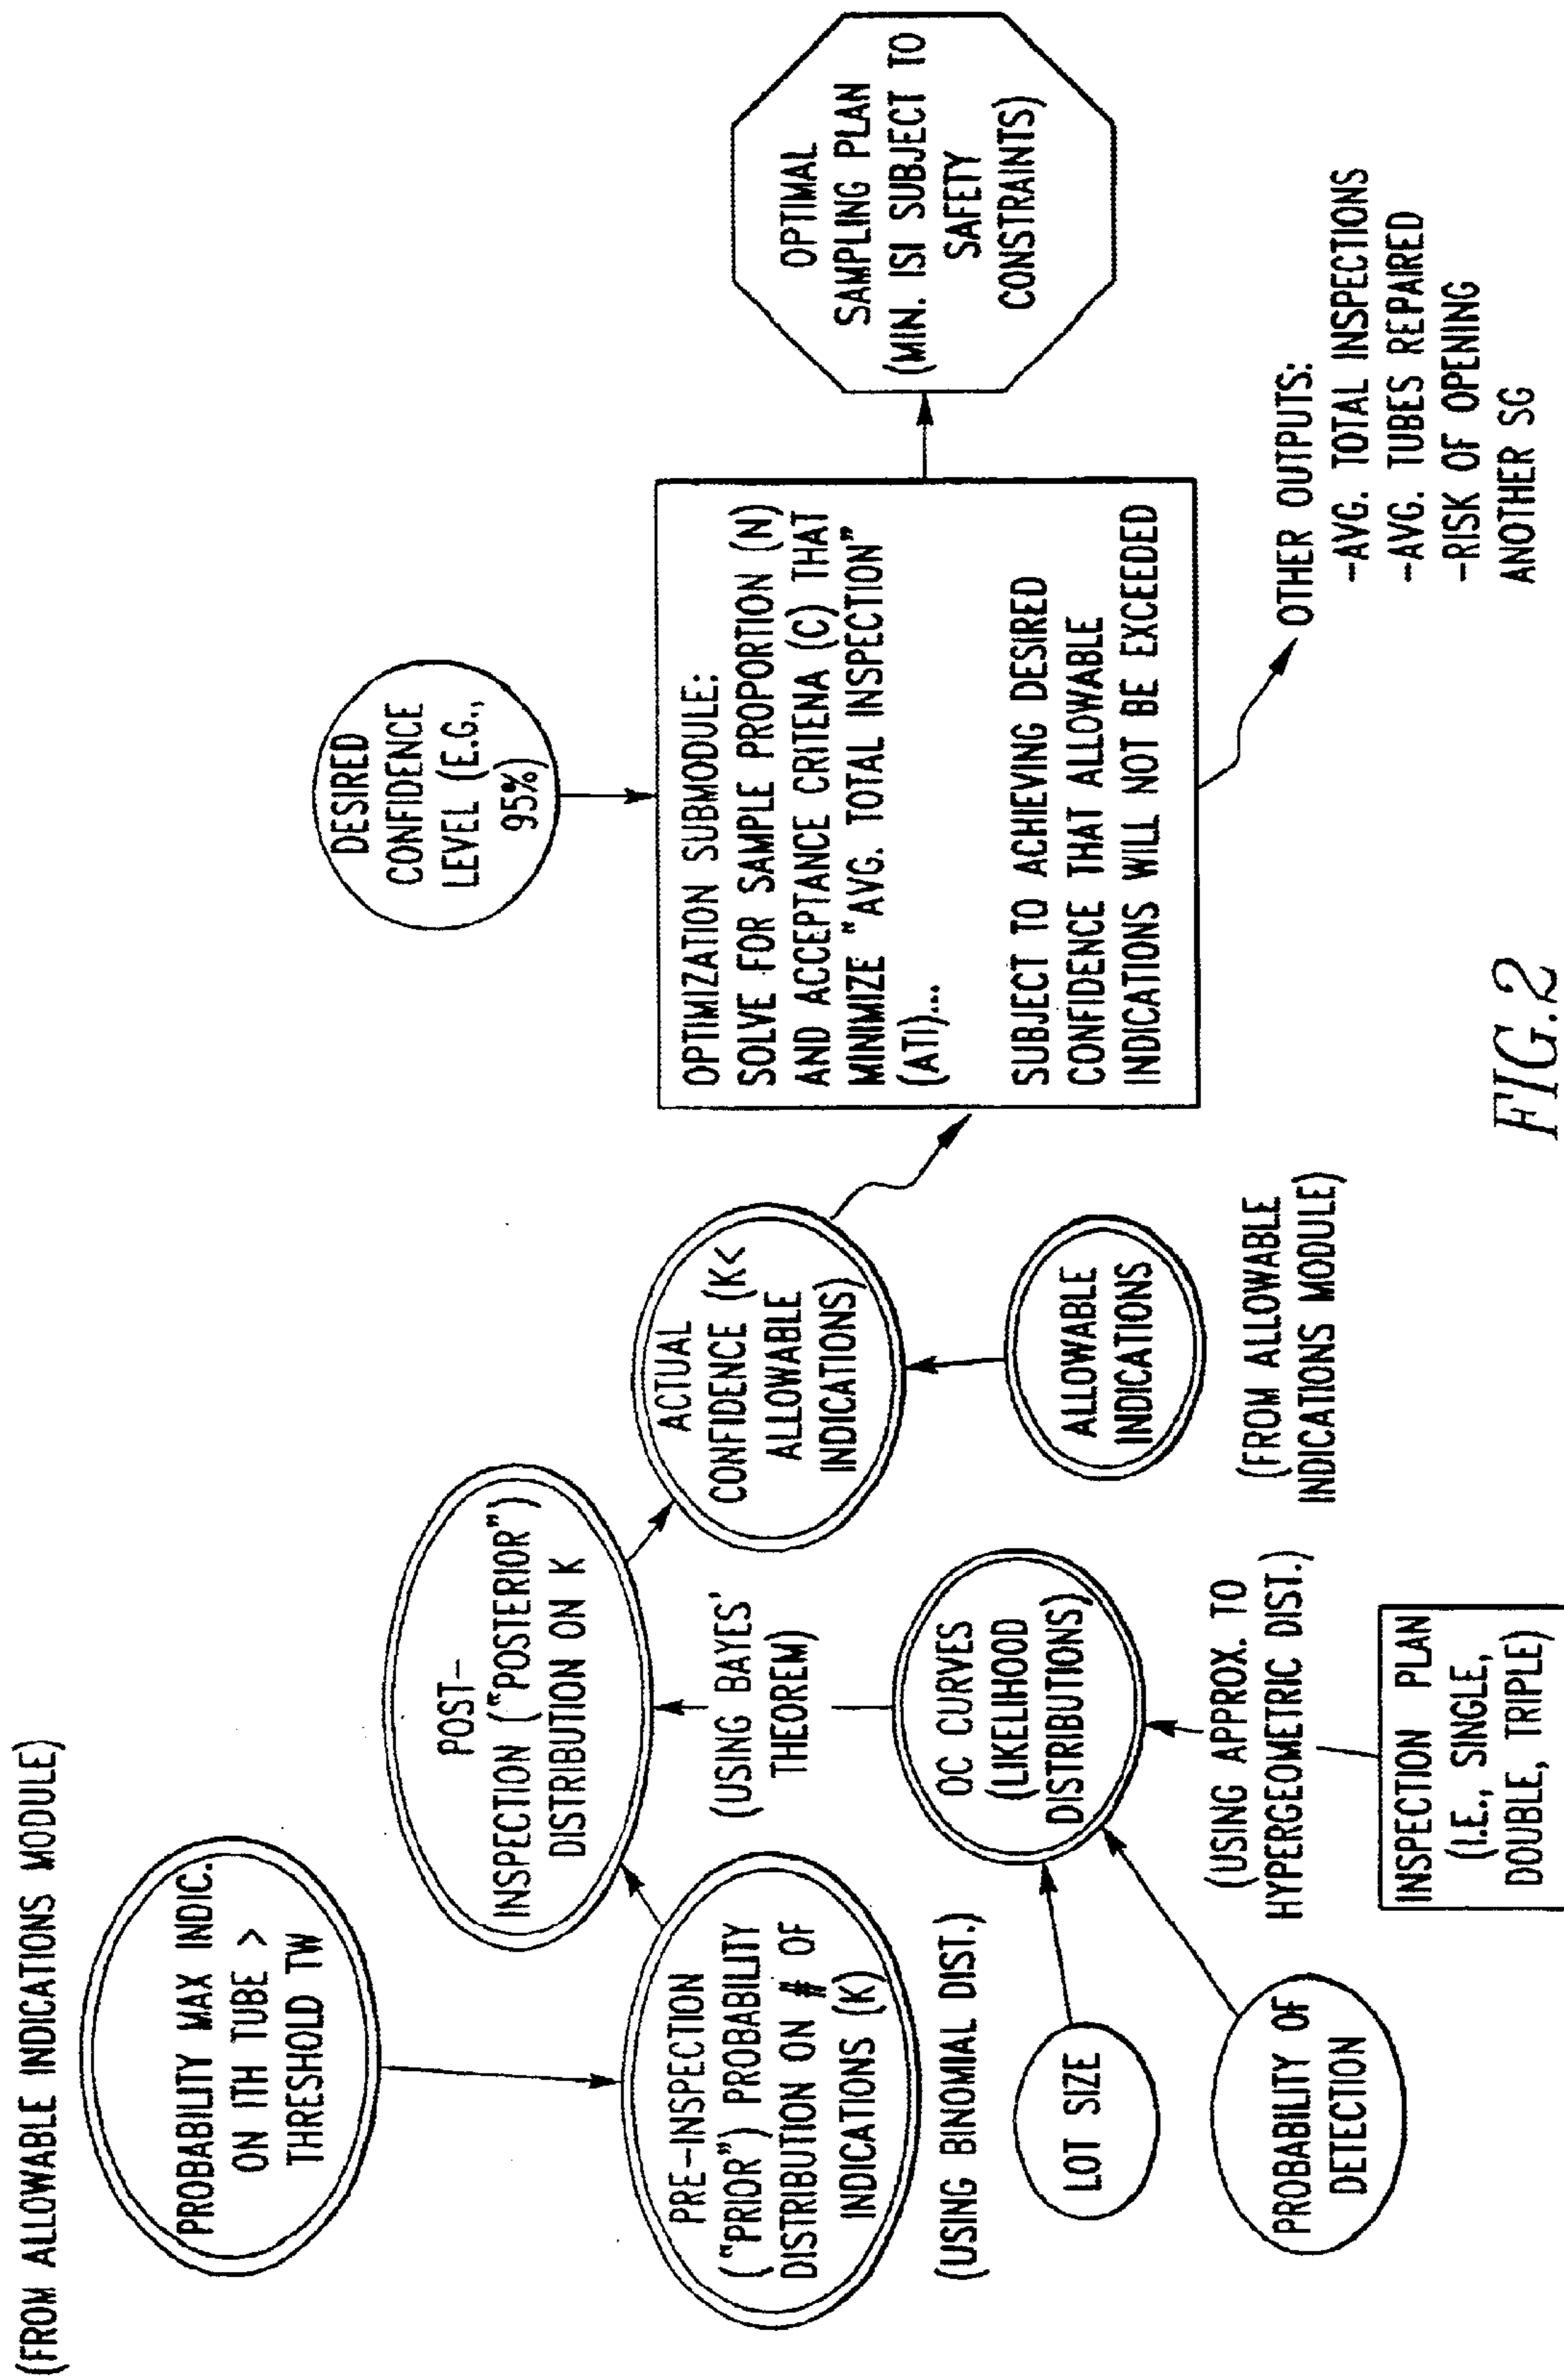 (FROM ALLOWABLE INDICATIONS MODULE)
PROBABILITY MAX INDIC.
ON ITH TUBE >
THRESHOLD TW
PRE-INSPECTION
("PRIOR") PROBABILITY
DISTRIBUTION ON # OF
INDICATIONS (K)
(USING BINOMIAL DIST.)
LOT SIZE
PROBABILITY OF
DETECTION
POST-
INSPECTION ("POSTERIOR")
DISTRIBUTION ON K
(USING BAYES'
THEOREM)
OC CURVES
(LIKELIHOOD
DISTRIBUTIONS)
(USING APPROX. TO
HYPERGEOMETRIC DIST.)
INSPECTION PLAN
(I.E., SINGLE,
DOUBLE, TRIPLE)
ACTUAL
CONFIDENCE (K<
ALLOWABLE
INDICATIONS)
ALLOWABLE
INDICATIONS
(FROM ALLOWABLE
INDICATIONS MODULE)
DESIRED
CONFIDENCE
LEVEL (E.G.,
95%)
OPTIMIZATION SUBMODULE:
SOLVE FOR SAMPLE PROPORTION (N)
AND ACCEPTANCE CRITENA (C) THAT
MINIMIZE "AVG. TOTAL INSPECTION"
(ATI)...
SUBJECT TO ACHIEVING DESIRED
CONFIDENCE THAT ALLOWABLE
INDICATIONS WILL NOT BE EXCEEDED
OPTIMAL
SAMPLING PLAN
(MIN. ISI SUBJECT TO
SAFETY
CONSTRAINTS)
OTHER OUTPUTS:
-AVG. TOTAL INSPECTIONS
-AVG. TUBES REPAIRED
-RISK OF OPENING
ANOTHER SG
FIG.2